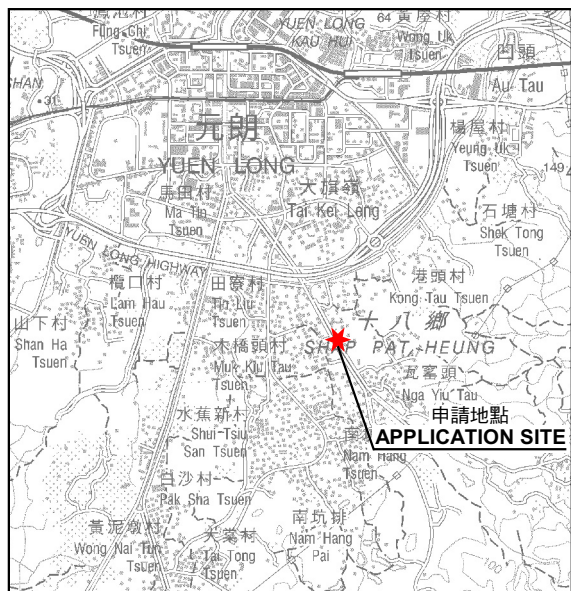 Fung Chi
Tsuen
YUEN LONG
KAU HUI
64
黃屋村
Wong Uk
Tsuen
凹頭
Au Tau
SHAN
31
元朗
YUEN LONG
楊屋村
Yeung Uk
Tsuen
149
馬田村
Ma Tin
Tsuen
大旗嶺
Tai Kei Leng
石塘村
Shek Tong
Tsuen
YUEN LONG HIGHWAY
欖口村
Lam Hau
Tsuen
田寮村
Tin Liu
Tsuen
港頭村
Kong Tau Tsuen
山下村
Shan Ha
Tsuen
木橋頭村
Muk Kiu Tau
Tsuen
十八鄉
SHAP PAT HEUNG
瓦窰頭
Nga Yiu Tau
申請地點
APPLICATION SITE
水蕉新村
Shui Tsiu
San Tsuen
南坑
Nam Hang
Tsuen
白沙村
Pak Sha Tsuen
黃泥墩村
Wong Nai Tun
Tsuen
大棠村
Tai Tong
Tsuen
南坑排
Nam Hang
Pai
100